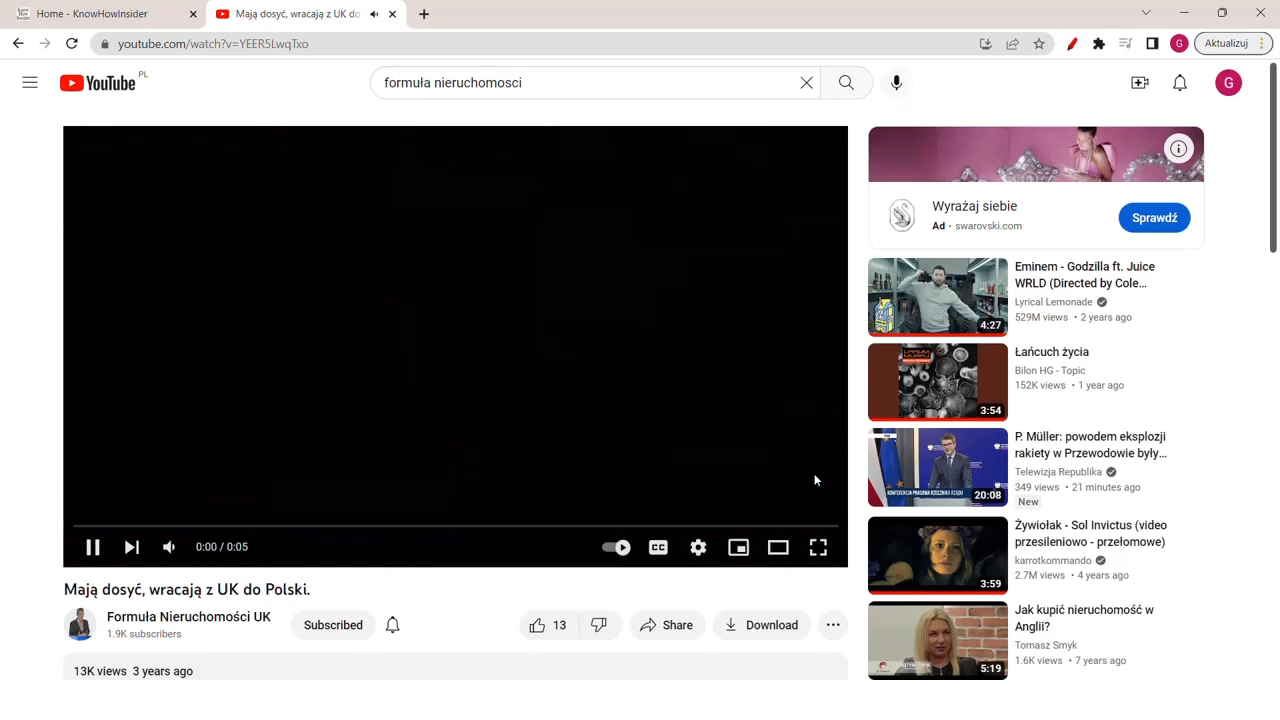 Home - KnowHowInsider
Mają dosyć, wracają z UK do
youtube.com/watch?v=YEER5LwqTxo
G
Aktualizuj
YouTube PL
formuła nieruchomosci
G
Wyrażaj siebie
Ad · swarovski.com
Sprawdź
Eminem - Godzilla ft. Juice
WRLD (Directed by Cole...
Lyrical Lemonade
529M views · 2 years ago
4:27
Łańcuch życia
Bilon HG - Topic
152K views · 1 year ago
3:54
P. Müller: powodem eksplozji
rakiety w Przewodowie były...
Telewizja Republika
349 views · 21 minutes ago
New
KONFERENCJA PRASOWA RZECZNIKA RZĄDU
20:08
Żywiołak - Sol Invictus (video
przesileniowo - przełomowe)
karrotkommando
2.7M views · 4 years ago
3:59
Jak kupić nieruchomość w
Anglii?
Tomasz Smyk
1.6K views · 7 years ago
5:19
0:00 / 0:05
CC
Mają dosyć, wracają z UK do Polski.
Formuła Nieruchomości UK
1.9K subscribers
Subscribed
13
Share
Download
13K views 3 years ago